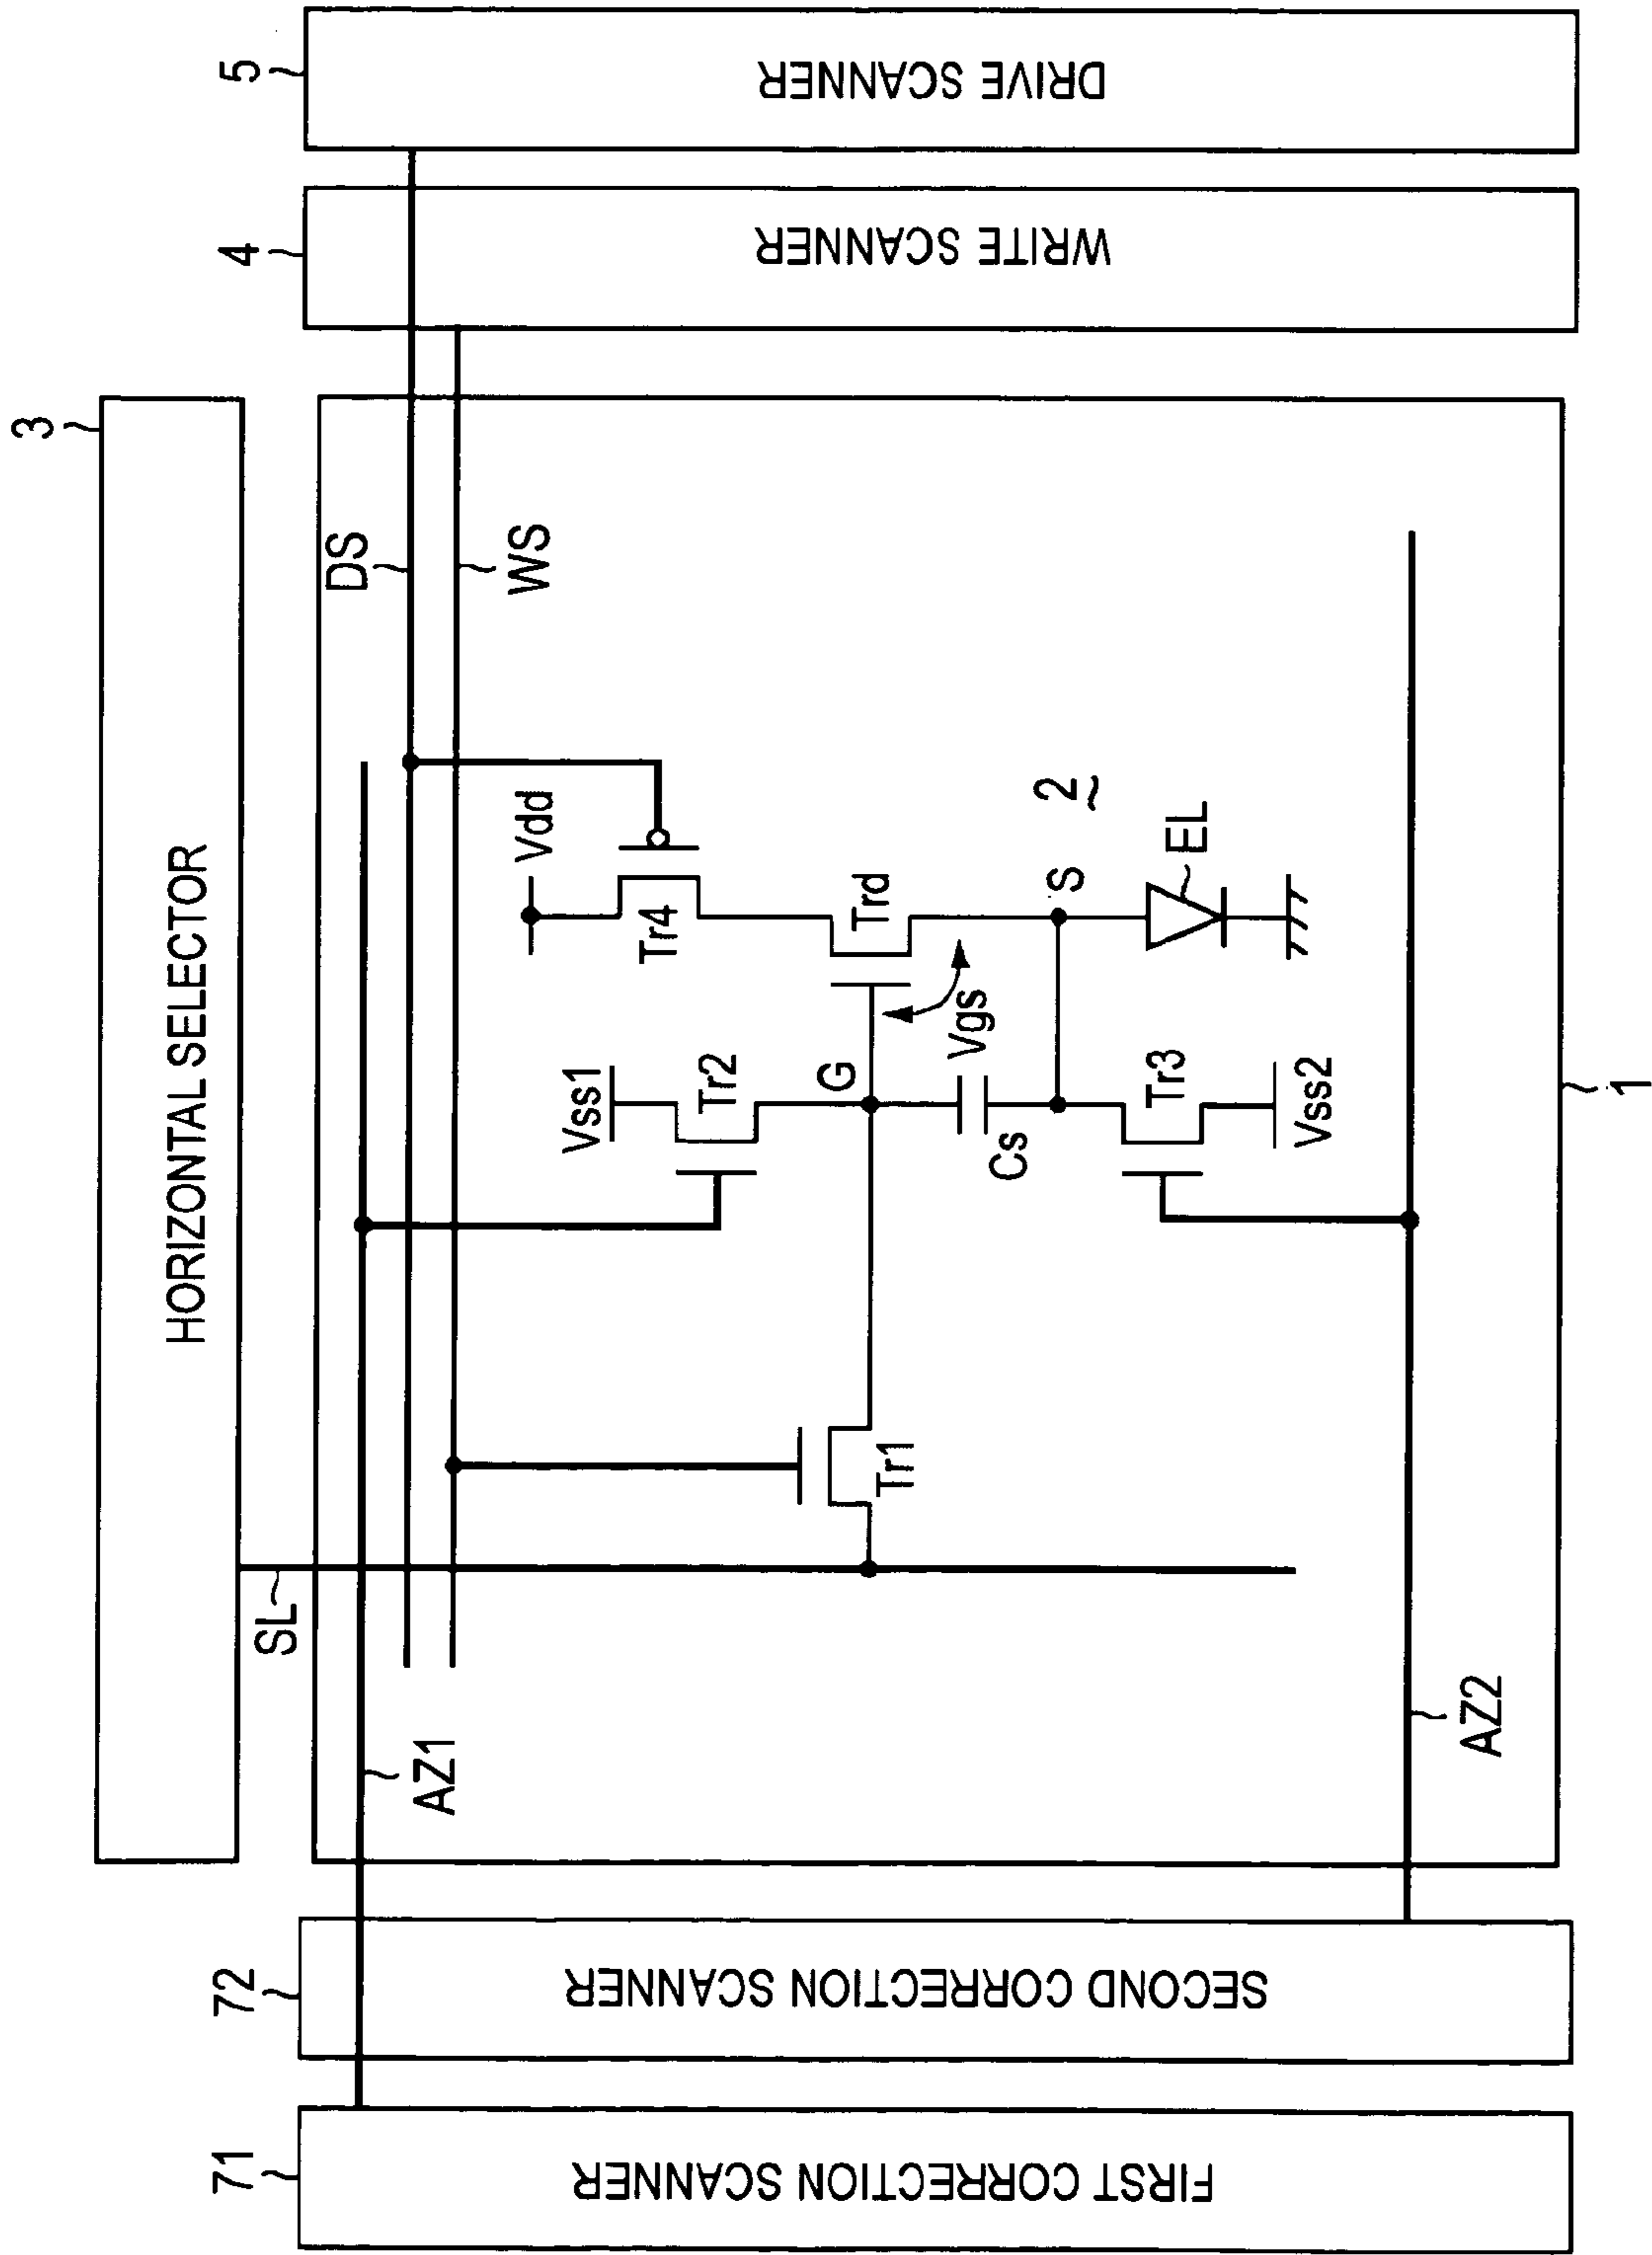 3
HORIZONTAL SELECTOR
71
FIRST CORRECTION SCANNER
72
SECOND CORRECTION SCANNER
4
WRITE SCANNER
5
DRIVE SCANNER
SL
DS
WS
AZ1
Vdd
Vss1
Tr4
Tr2
Trd
G
Vgs
Tr1
Cs
S
2
EL
Tr3
Vss2
AZ2
1